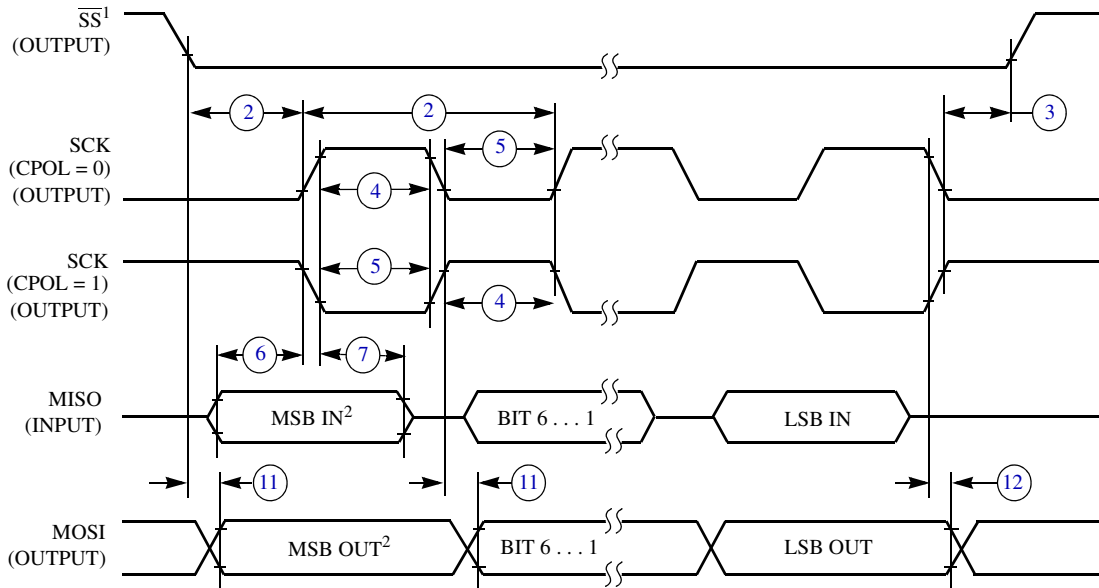 SS¹
(OUTPUT)
2
2
3
SCK
(CPOL = 0)
(OUTPUT)
5
4
SCK
(CPOL = 1)
(OUTPUT)
5
4
6
7
MISO
(INPUT)
MSB IN²
BIT 6 . . . 1
LSB IN
11
11
12
MOSI
(OUTPUT)
MSB OUT²
BIT 6 . . . 1
LSB OUT